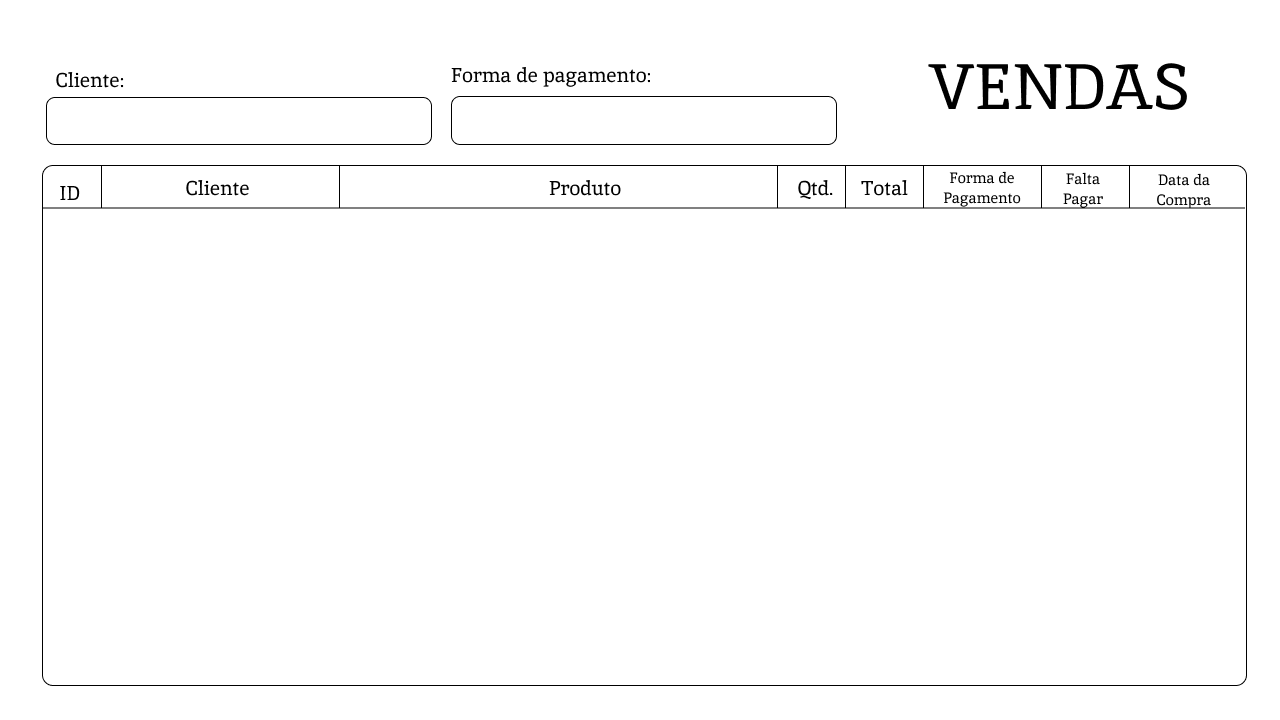 Cliente:
Forma de pagamento:
VENDAS
ID
Cliente
Produto
Qtd.
Total
Forma de
Pagamento
Falta
Pagar
Data da
Compra